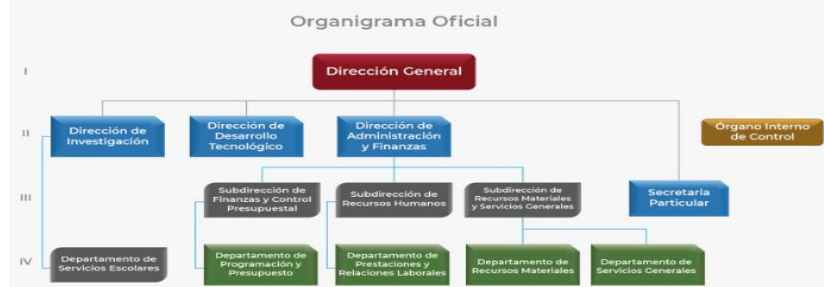 Organigrama Oficial
I
Dirección General
II
Dirección de
Investigación
Dirección de
Desarrollo
Tecnológico
Dirección de
Administración
y Finanzas
Órgano Interno
de Control
III
Subdirección de
Finanzas y Control
Presupuestal
Subdirección de
Recursos Humanos
Subdirección de
Recursos Materiales
y Servicios Generales
Secretaria
Particular
IV
Departamento de
Servicios Escolares
Departamento de
Programación y
Presupuesto
Departamento de
Prestaciones y
Relaciones Laborales
Departamento de
Recursos Materiales
Departamento de
Servicios Generales